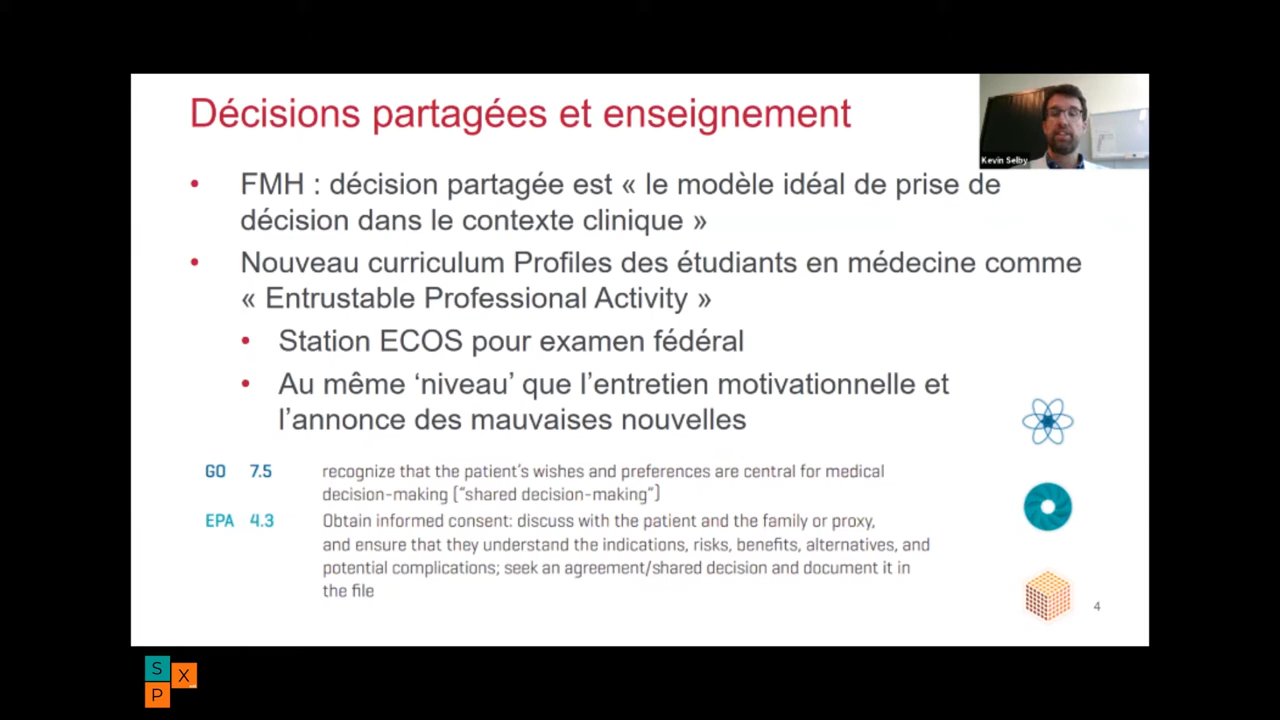 Décisions partagées et enseignement
Kevin Selby
• FMH : décision partagée est « le modèle idéal de prise de
décision dans le contexte clinique »
• Nouveau curriculum Profiles des étudiants en médecine comme
« Entrustable Professional Activity »
• Station ECOS pour examen fédéral
• Au même ‘niveau’ que l’entretien motivationnelle et
l’annonce des mauvaises nouvelles
GO 7.5 recognize that the patient’s wishes and preferences are central for medical
decision-making (“shared decision-making”)
EPA 4.3 Obtain informed consent: discuss with the patient and the family or proxy,
and ensure that they understand the indications, risks, benefits, alternatives, and
potential complications; seek an agreement/shared decision and document it in
the file
4
S
X
P